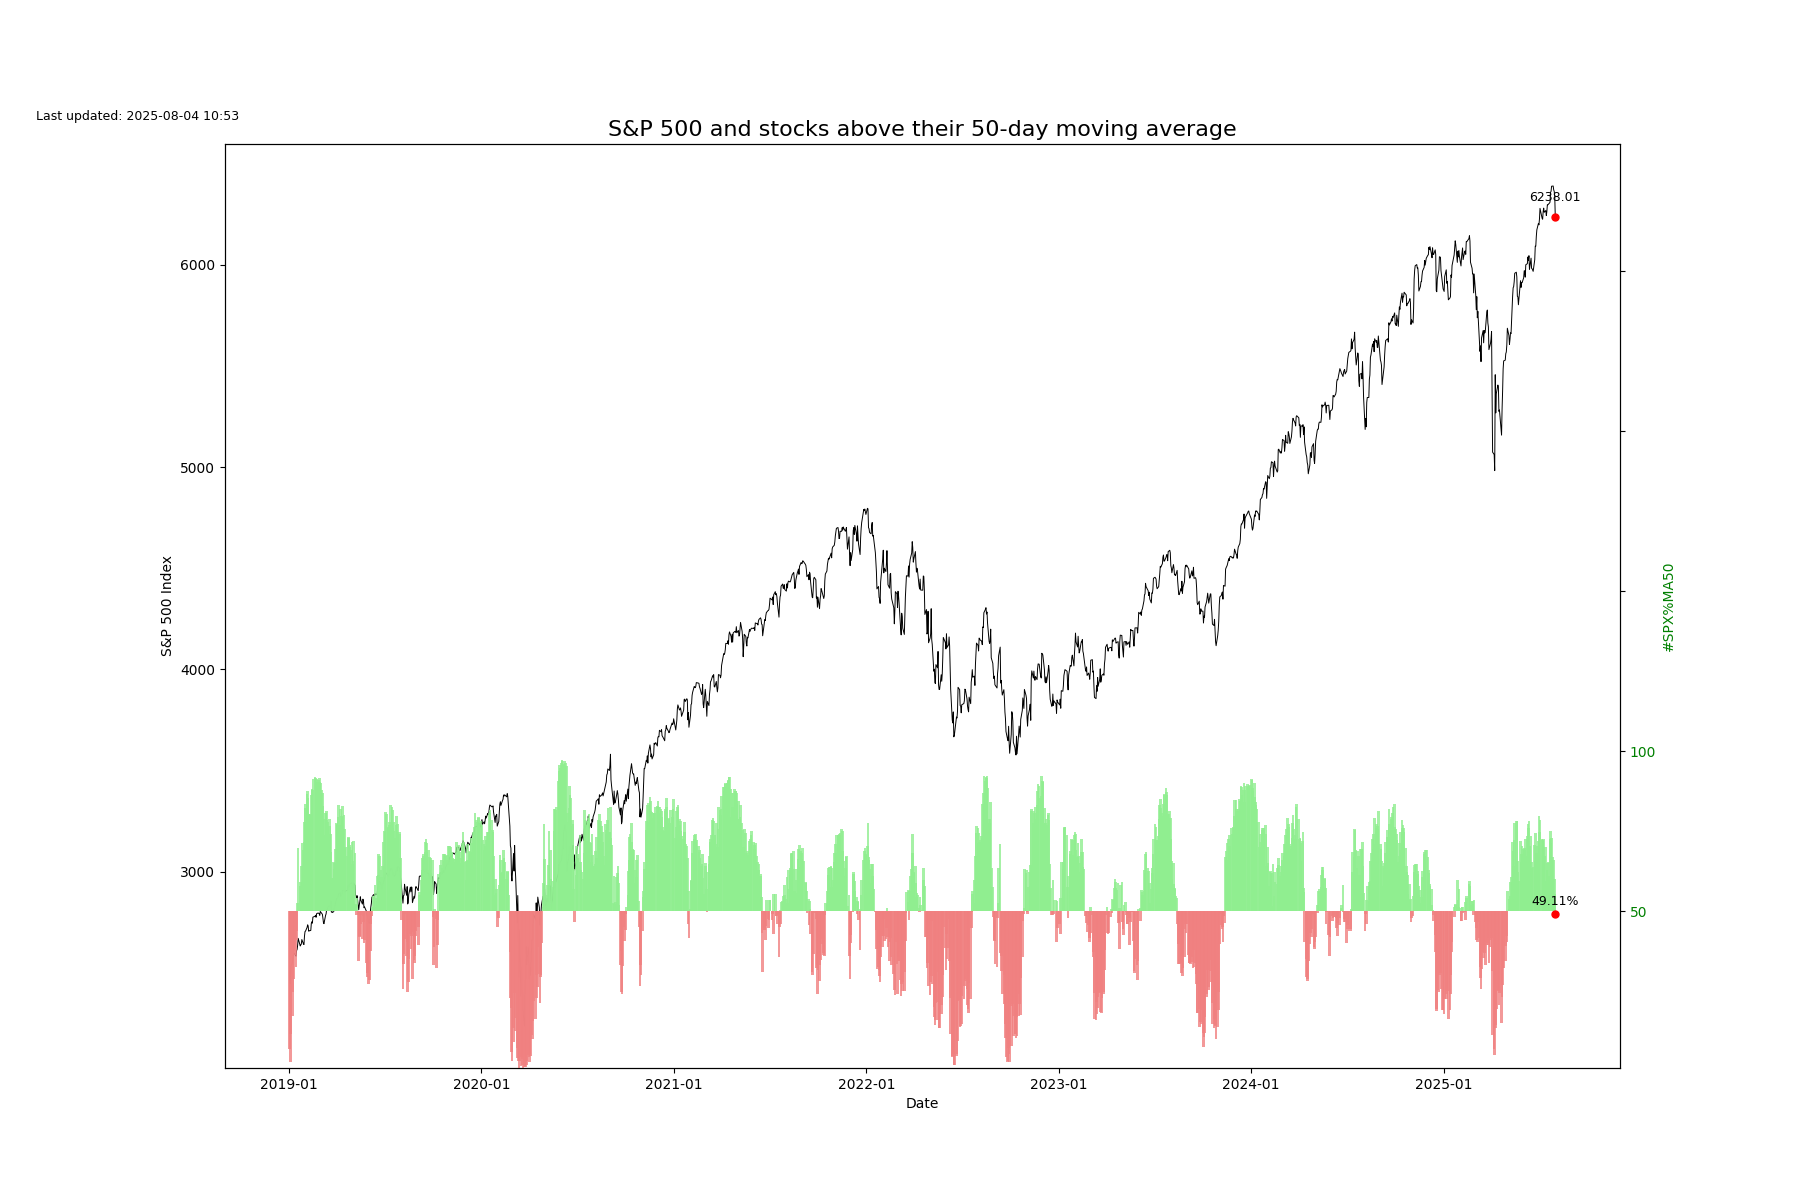 Last updated: 2025-08-04 10:53
S&P 500 and stocks above their 50-day moving average
6238.01
6000
5000
S&P 500 Index
#SPX%MA50
4000
100
3000
49.11%
50
2019-01 2020-01 2021-01 2022-01 2023-01 2024-01 2025-01
Date